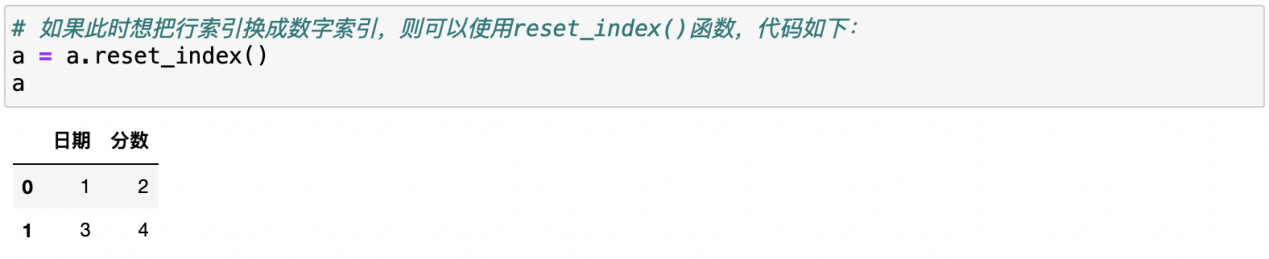 # 如果此时想把行索引换成数字索引，则可以使用reset_index()函数，代码如下：
a = a.reset_index()
a
日期 分数
0 1 2
1 3 4